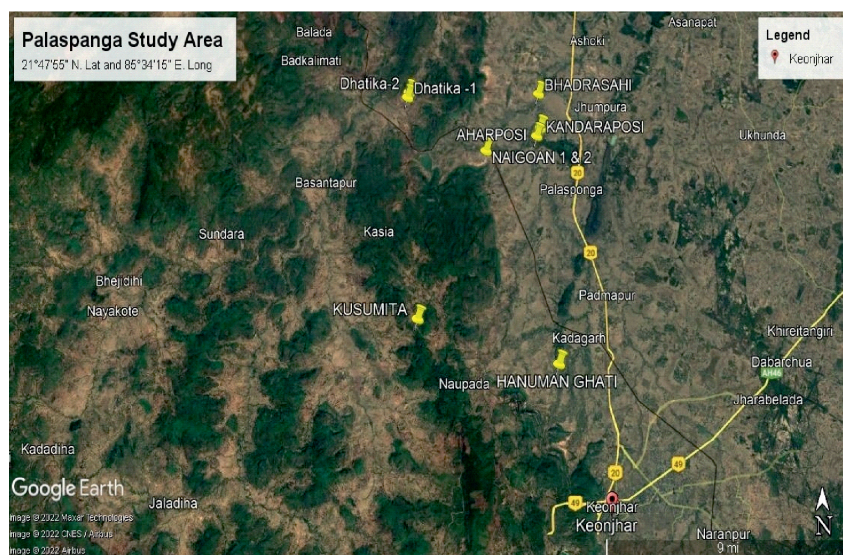 Palaspanga Study Area
21°47'55" N. Lat and 85°34'15" E. Long
Legend
Keonjhar
Balada
Asanapat
Badkalimati
Ashoki
Dhatika-2
Dhatika -1
BHADRASAHI
Jhumpura
AHARPOSI
KANDARAPOSI
Ukhunda
NAIGOAN 1 & 2
20
Basantapur
Palasponga
Sundara
Kasia
20
Bhejidihi
Padmapur
Nayakote
KUSUMITA
Khireitangiri
Kadagarh
Dabarchua
AH46
Naupada
HANUMAN GHATI
Jharabelada
Kadadiha
49
20
Google Earth
Jaladiha
49
Keonjhar
Keonjhar
Image © 2022 Maxar Technologies
Image © 2022 CNES / Airbus
Image © 2022 Airbus
Naranpur
N
9 mi